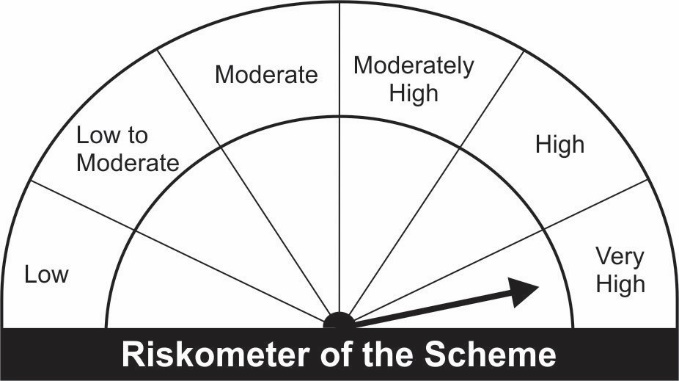 Low
Low to
Moderate
Moderate
Moderately
High
High
Very
High
Riskometer of the Scheme